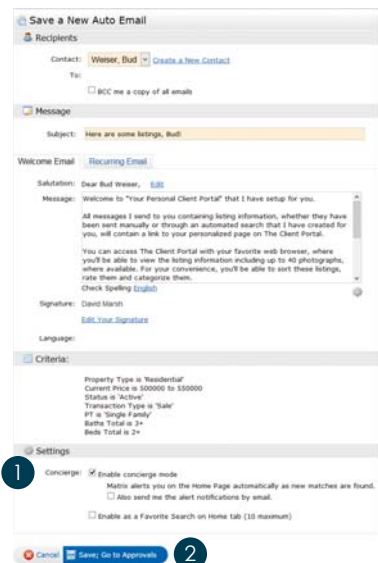 Save a New Auto Email
Recipients
Contact: Weiser, Bud Create a New Contact
To:
BCC me a copy of all emails
Message
Subject: Here are some listings, Bud!
Welcome Email Recurring Email
Salutation: Dear Bud Weiser, Edit
Message: Welcome to "Your Personal Client Portal" that I have setup for you.
All messages I send to you containing listing information, whether they have
been sent manually or through an automated search that I have created for
you, will contain a link to your personalized page on The Client Portal.
You can access The Client Portal with your favorite web browser, where
you'll be able to view the listing information including up to 40 photographs,
where available. For your convenience, you'll be able to sort these listings,
rate them and categorize them.
Check Spelling English
Signature: David Marsh
Edit Your Signature
Language:
Criteria:
Property Type is 'Residential'
Current Price is 500000 to 550000
Status is 'Active'
Transaction Type is 'Sale'
PT is 'Single Family'
Baths Total is 3+
Beds Total is 2+
Settings
1 Concierge: Enable concierge mode
Matrix alerts you on the Home Page automatically as new matches are found.
Also send me the alert notifications by email.
Enable as a Favorite Search on Home tab (10 maximum)
Cancel Save; Go to Approvals 2